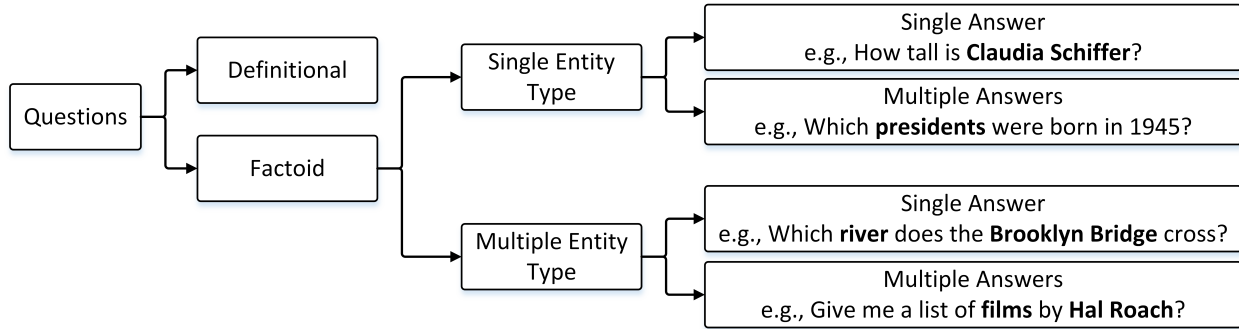 Questions
Definitional
Factoid
Single Entity
Type
Multiple Entity
Type
Single Answer
e.g., How tall is Claudia Schiffer?
Multiple Answers
e.g., Which presidents were born in 1945?
Single Answer
e.g., Which river does the Brooklyn Bridge cross?
Multiple Answers
e.g., Give me a list of films by Hal Roach?